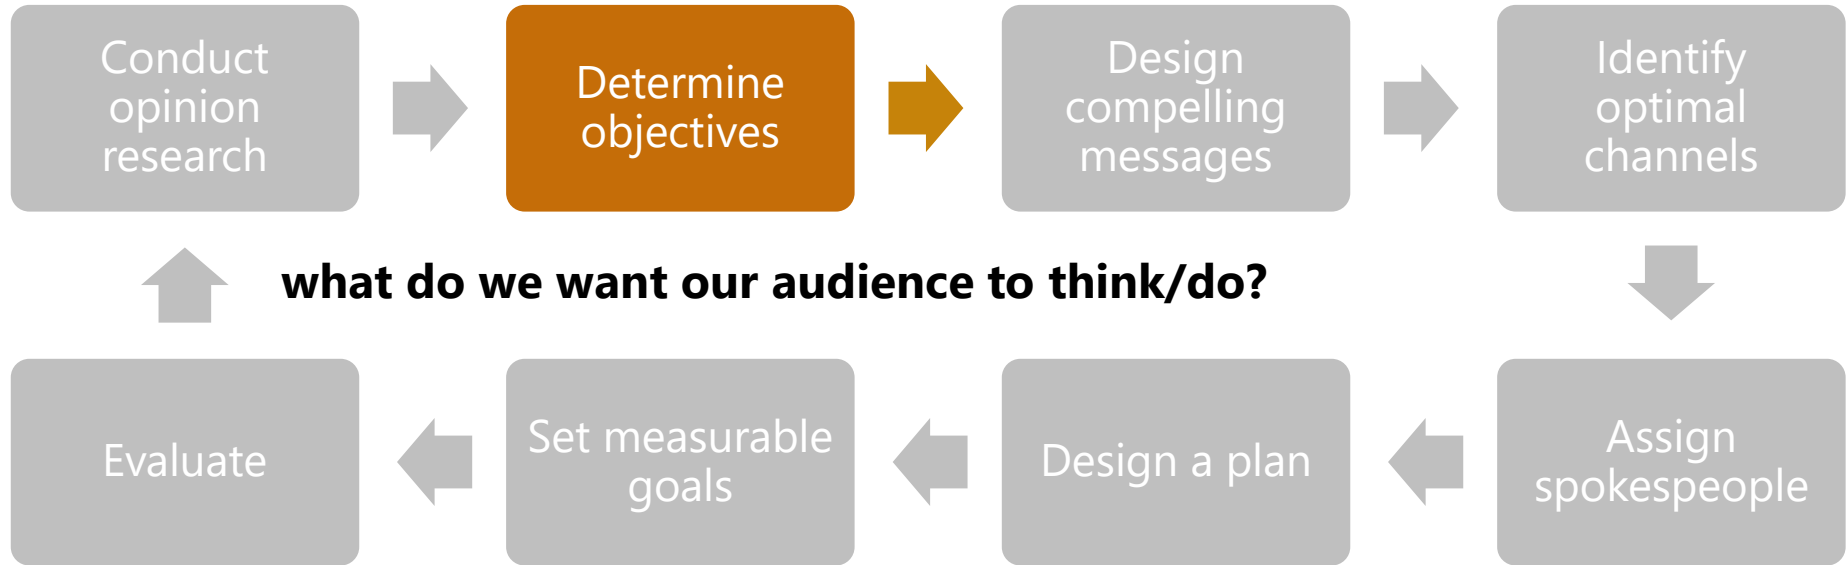 Conduct
opinion
research
Determine
objectives
Design
compelling
messages
Identify
optimal
channels
what do we want our audience to think/do?
Evaluate
Set measurable
goals
Design a plan
Assign
spokespeople